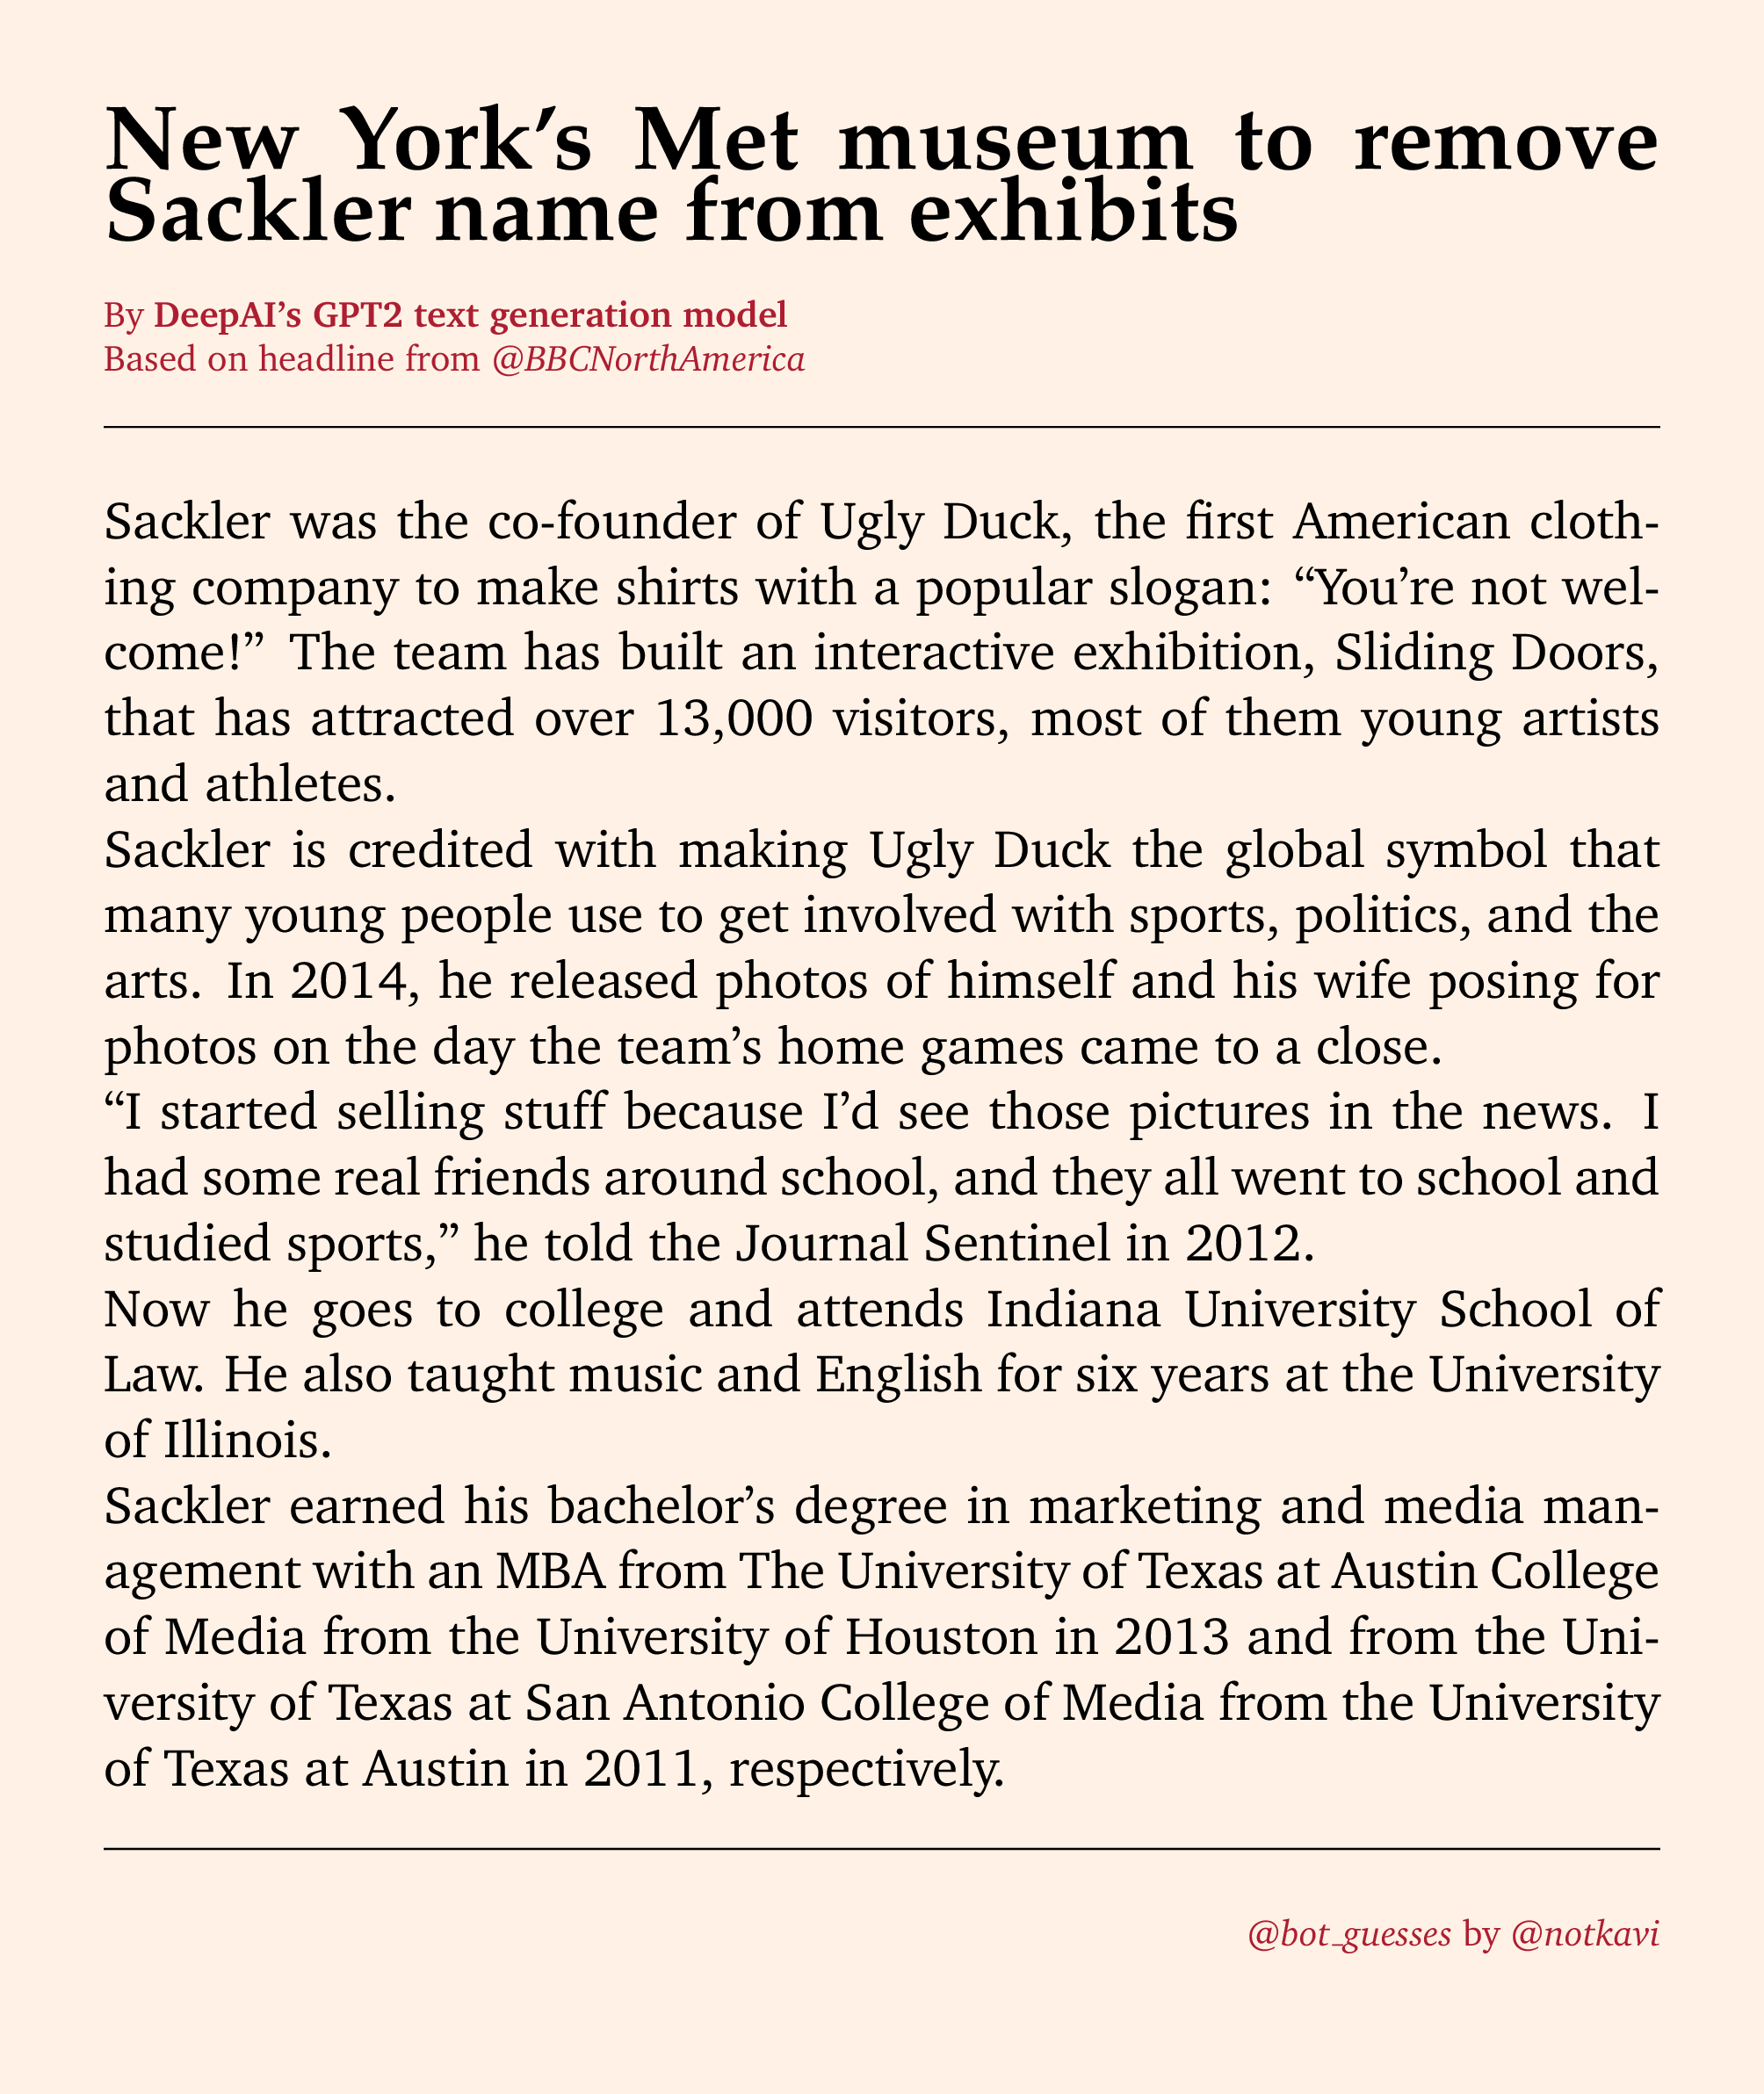 New York’s Met museum to remove
Sackler name from exhibits
By DeepAI’s GPT2 text generation model
Based on headline from @BBCNorthAmerica
Sackler was the co-founder of Ugly Duck, the first American cloth-
ing company to make shirts with a popular slogan: “You’re not wel-
come!” The team has built an interactive exhibition, Sliding Doors,
that has attracted over 13,000 visitors, most of them young artists
and athletes.
Sackler is credited with making Ugly Duck the global symbol that
many young people use to get involved with sports, politics, and the
arts. In 2014, he released photos of himself and his wife posing for
photos on the day the team’s home games came to a close.
“I started selling stuff because I’d see those pictures in the news. I
had some real friends around school, and they all went to school and
studied sports,” he told the Journal Sentinel in 2012.
Now he goes to college and attends Indiana University School of
Law. He also taught music and English for six years at the University
of Illinois.
Sackler earned his bachelor’s degree in marketing and media man-
agement with an MBA from The University of Texas at Austin College
of Media from the University of Houston in 2013 and from the Uni-
versity of Texas at San Antonio College of Media from the University
of Texas at Austin in 2011, respectively.
@bot_guesses by @notkavi